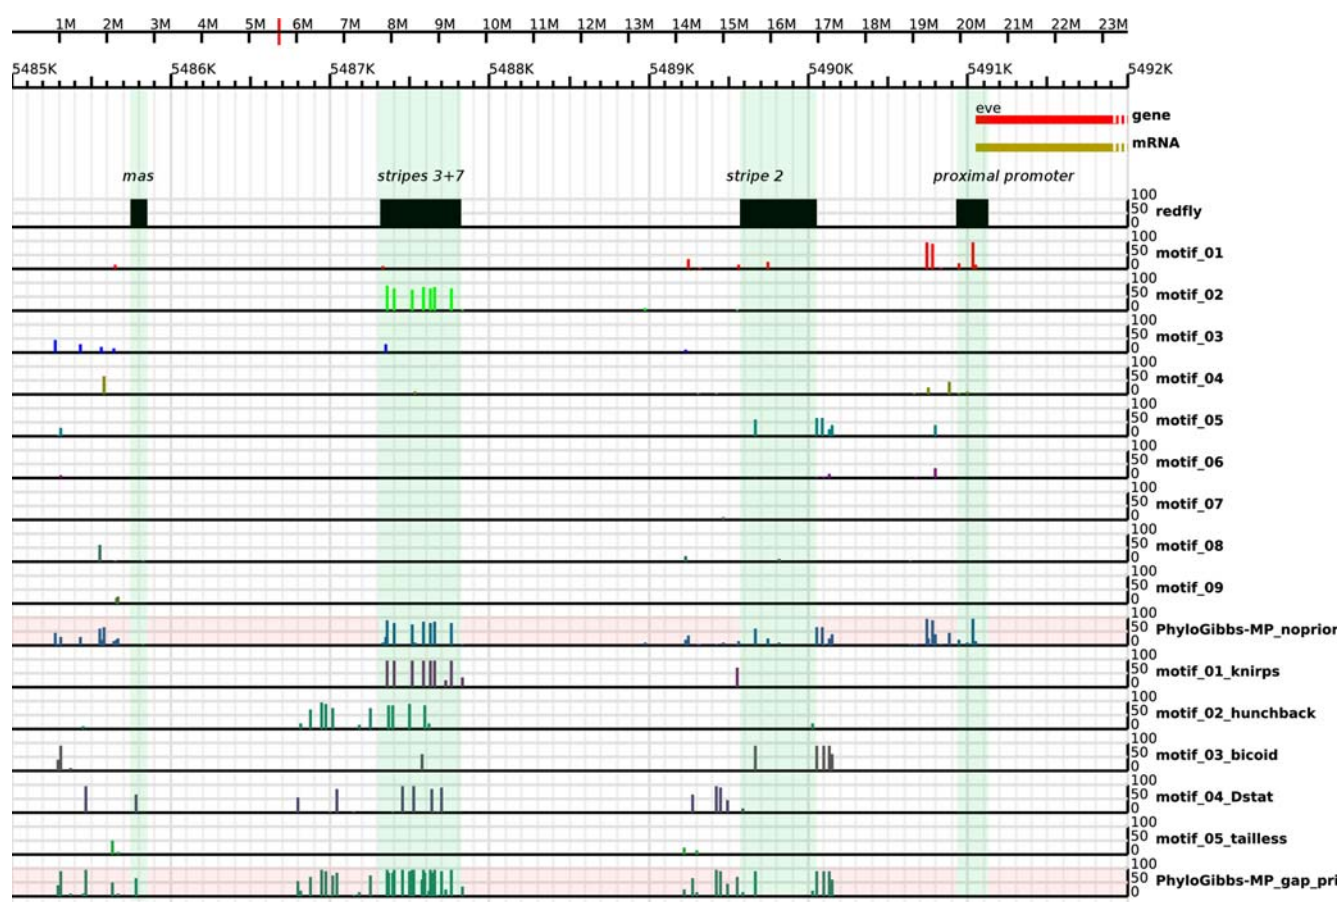 1M 2M 3M 4M 5M 6M 7M 8M 9M 10M 11M 12M 13M 14M 15M 16M 17M 18M 19M 20M 21M 22M 23M
5485K 5486K 5487K 5488K 5489K 5490K 5491K 5492K
eve
gene
mRNA
mas stripes 3+7 stripe 2 proximal promoter
100
50
0
redfly
100
50
0
motif_01
100
50
0
motif_02
100
50
0
motif_03
100
50
0
motif_04
100
50
0
motif_05
100
50
0
motif_06
100
50
0
motif_07
100
50
0
motif_08
100
50
0
motif_09
100
50
0
PhyloGibbs-MP_noprior
100
50
0
motif_01_knirps
100
50
0
motif_02_hunchback
100
50
0
motif_03_bicoid
100
50
0
motif_04_Dstat
100
50
0
motif_05_tailless
100
50
0
PhyloGibbs-MP_gap_pri